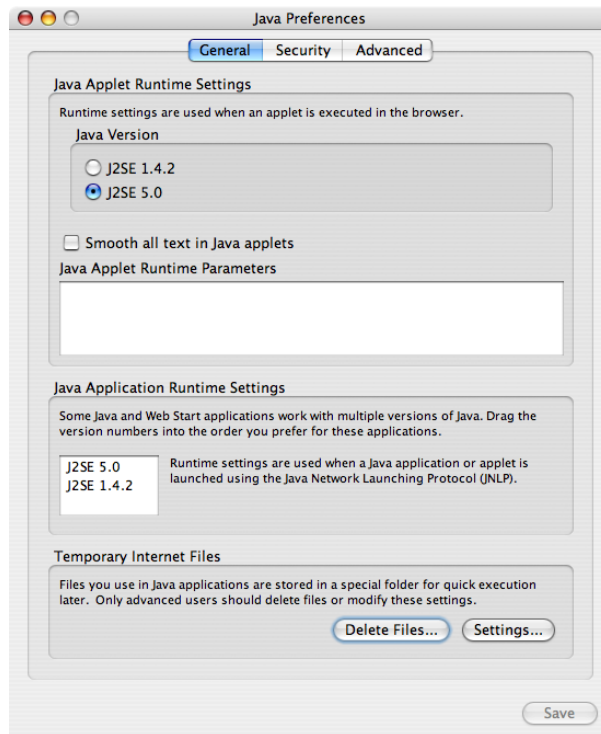 Java Preferences
General Security Advanced
Java Applet Runtime Settings
Runtime settings are used when an applet is executed in the browser.
Java Version
J2SE 1.4.2
J2SE 5.0
Smooth all text in Java applets
Java Applet Runtime Parameters
Java Application Runtime Settings
Some Java and Web Start applications work with multiple versions of Java. Drag the
version numbers into the order you prefer for these applications.
J2SE 5.0
J2SE 1.4.2
Runtime settings are used when a Java application or applet is
launched using the Java Network Launching Protocol (JNLP).
Temporary Internet Files
Files you use in Java applications are stored in a special folder for quick execution
later. Only advanced users should delete files or modify these settings.
Delete Files... Settings...
Save